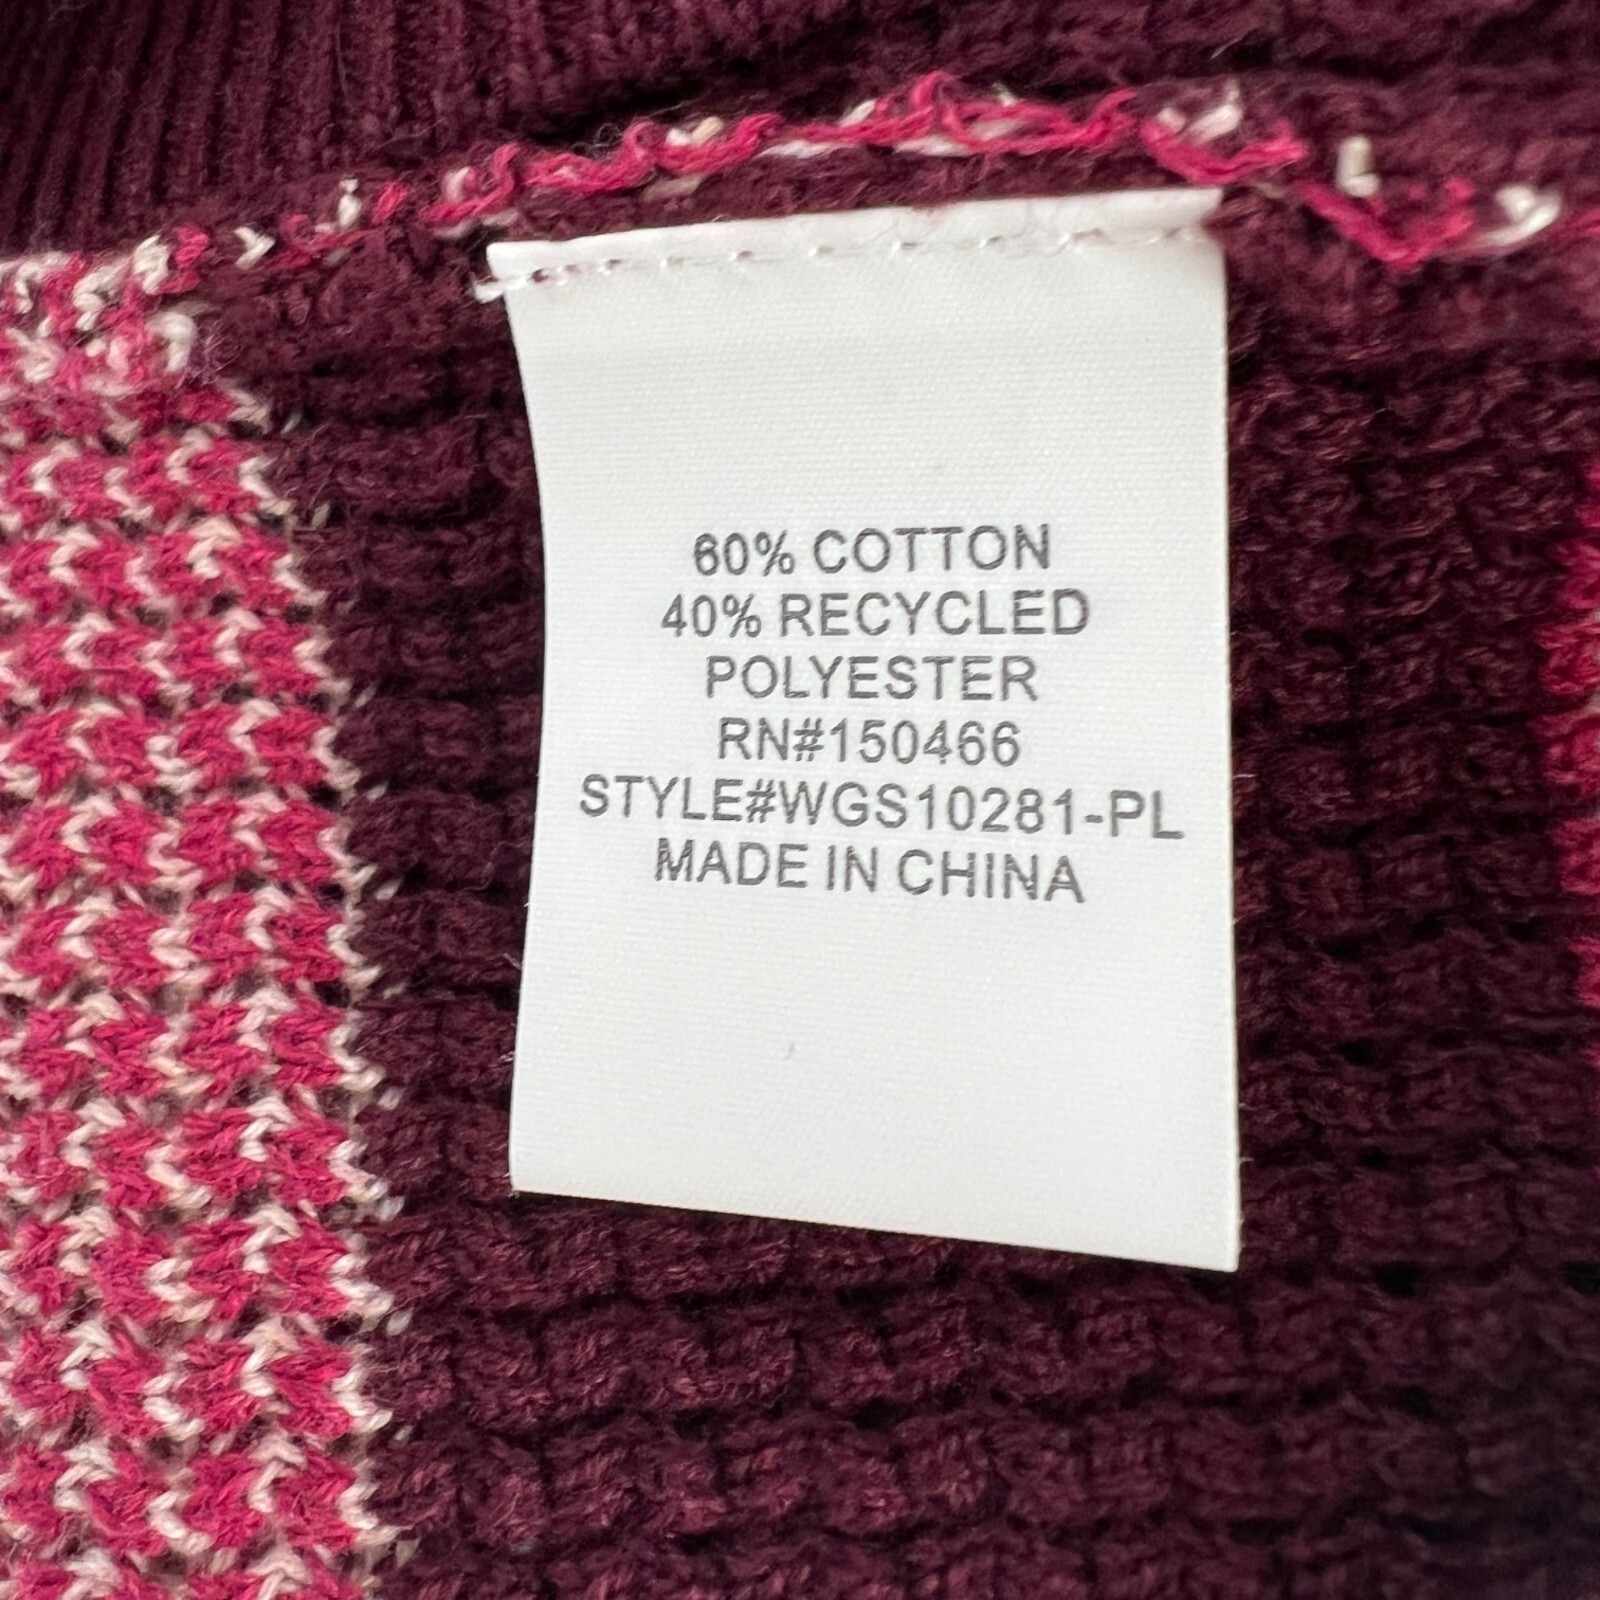 60% COTTON
40% RECYCLED
POLYESTER
RN#150466
STYLE#WGS10281-PL
MADE IN CHINA